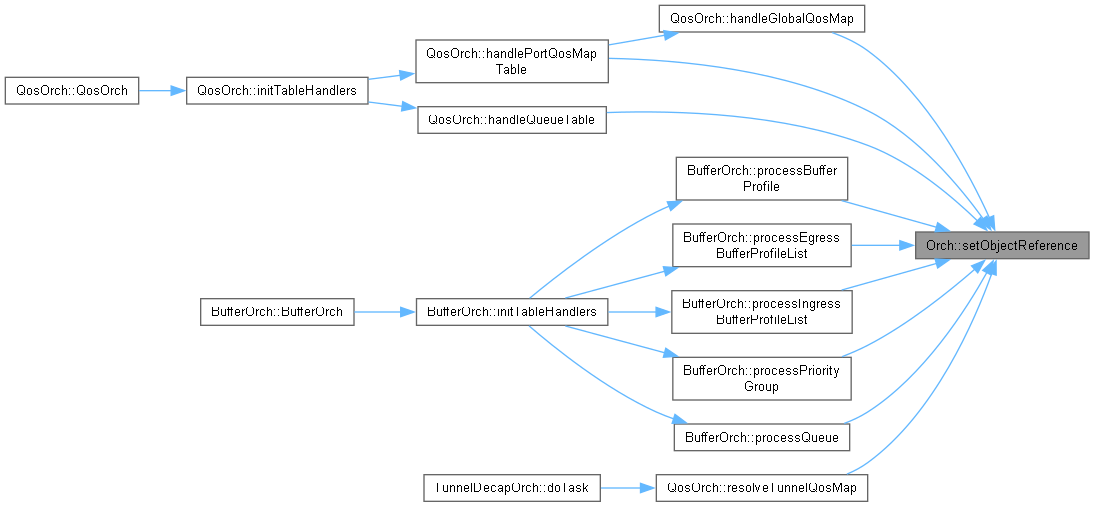 QosOrch::handleGlobalQosMap
QosOrch::handlePortQosMap
Table
QosOrch::QosOrch
QosOrch::initTableHandlers
QosOrch::handleQueueTable
BufferOrch::processBuffer
Profile
BufferOrch::processEgress
BufferProfileList
Orch::setObjectReference
BufferOrch::processIngress
BufferProfileList
BufferOrch::BufferOrch
BufferOrch::initTableHandlers
BufferOrch::processPriority
Group
BufferOrch::processQueue
TunnelDecapOrch::doTask
QosOrch::resolveTunnelQosMap